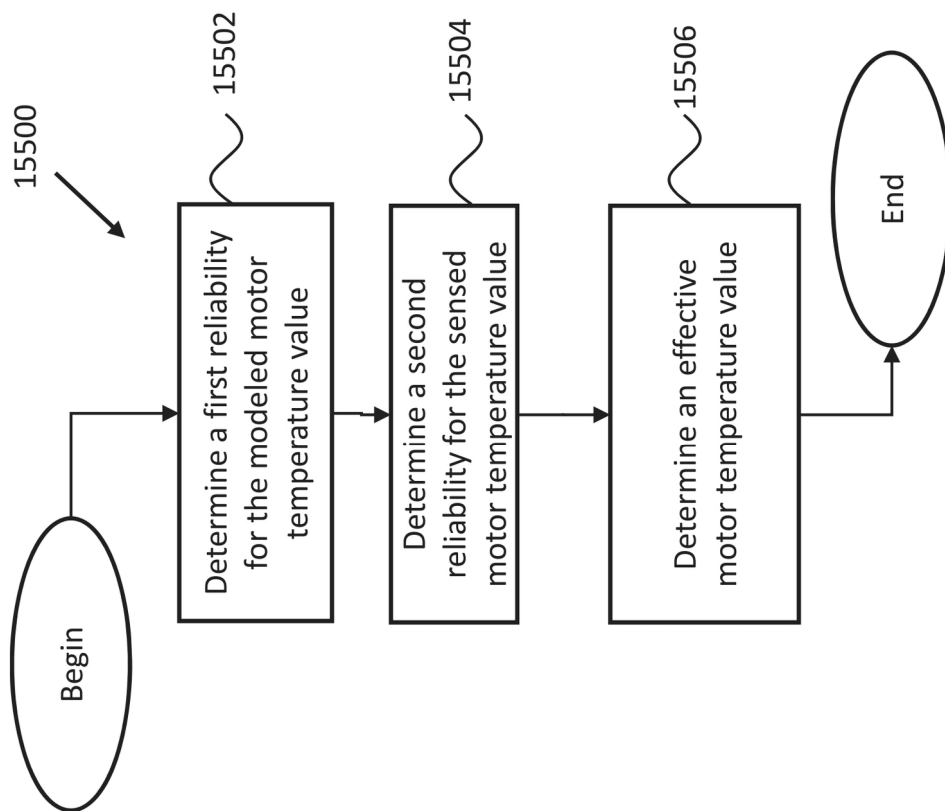 15500
Begin
Determine a first reliability
for the modeled motor
temperature value
15502
Determine a second
reliability for the sensed
motor temperature value
15504
Determine an effective
motor temperature value
15506
End